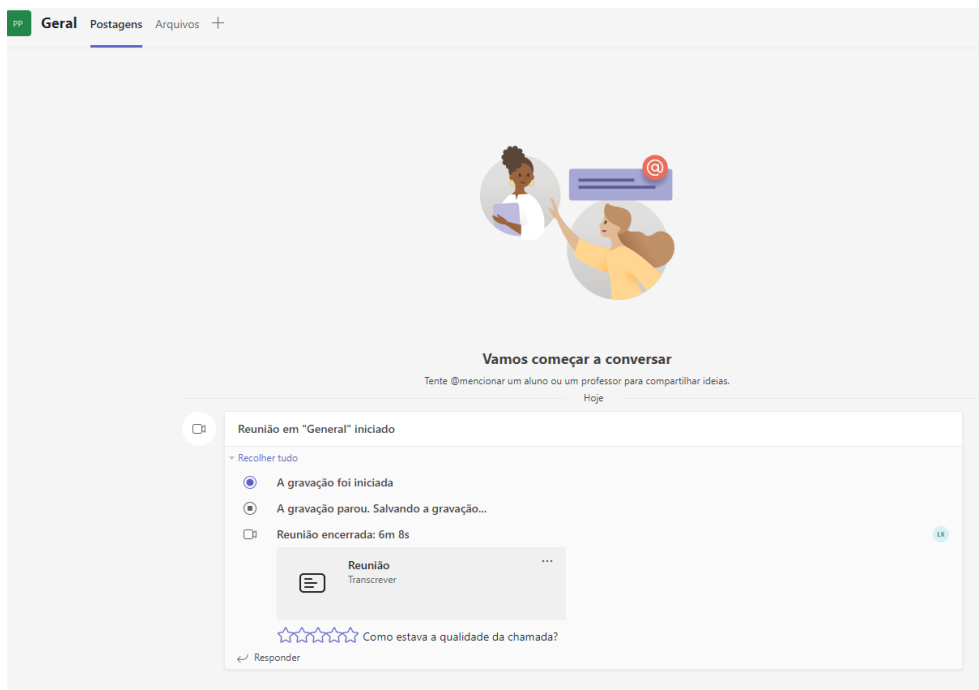 PP Geral Postagens Arquivos
Vamos começar a conversar
Tente @mencionar um aluno ou um professor para compartilhar ideias.
Hoje
Reunião em "General" iniciado
Recolher tudo
A gravação foi iniciada
A gravação parou. Salvando a gravação...
Reunião encerrada: 6m 8s
LX
Reunião
Transcrever
Como estava a qualidade da chamada?
Responder